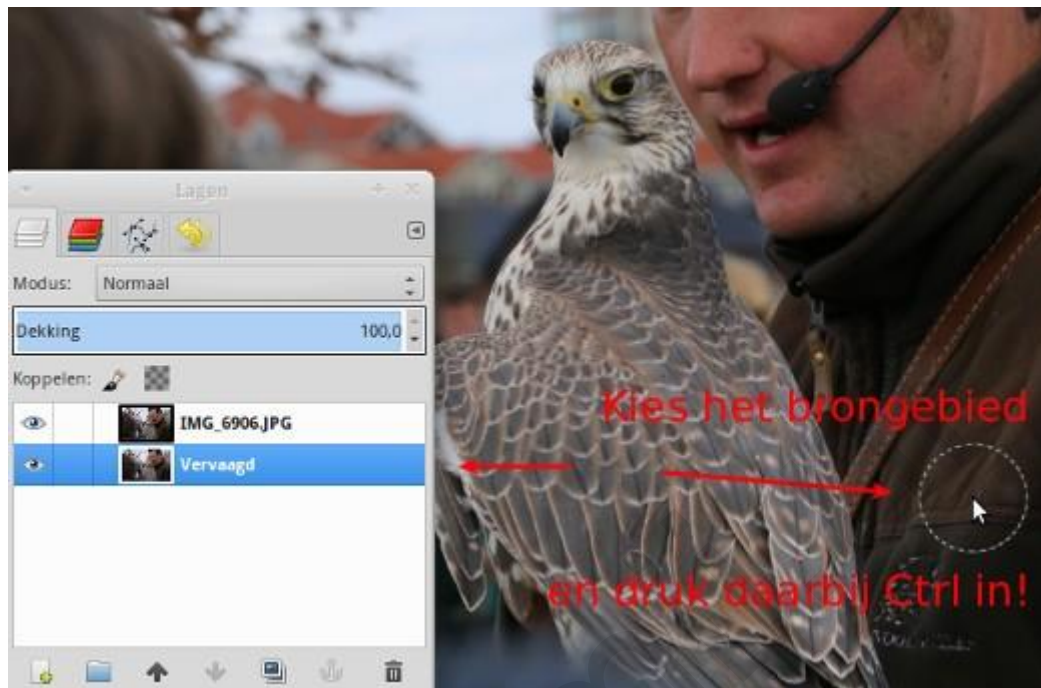 Lagen
Modus: Normaal
Dekking 100,0
Koppelen:
IMG_6906.JPG
Vervaagd
Kies het brongebied
en druk daarbij Ctrl in!